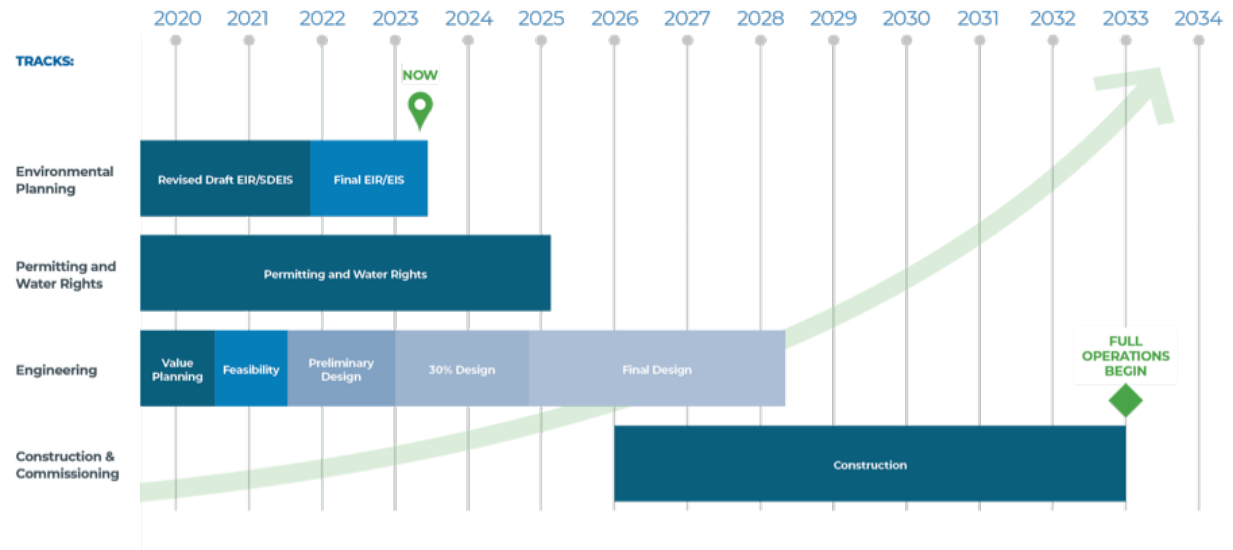 2020 2021 2022 2023 2024 2025 2026 2027 2028 2029 2030 2031 2032 2033 2034
TRACKS:
NOW
Environmental
Planning
Revised Draft EIR/SDEIS
Final EIR/EIS
Permitting and
Water Rights
Permitting and Water Rights
Engineering
Value
Planning
Feasibility
Preliminary
Design
30% Design
Final Design
FULL
OPERATIONS
BEGIN
Construction &
Commissioning
Construction